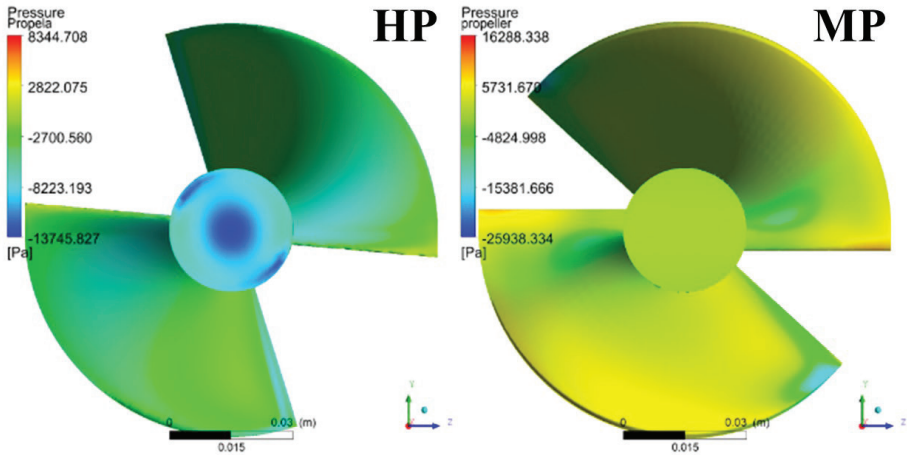 Pressure
Propela
HP
8344.708
2822.075
-2700.560
-8223.193
-13745.827
[Pa]
Y
X
Z
0
0.03 (m)
0.015
Pressure
propeller
MP
16288.338
5731.670
-4824.998
-15381.666
-25938.334
[Pa]
Y
X
Z
0
0.03 (m)
0.015